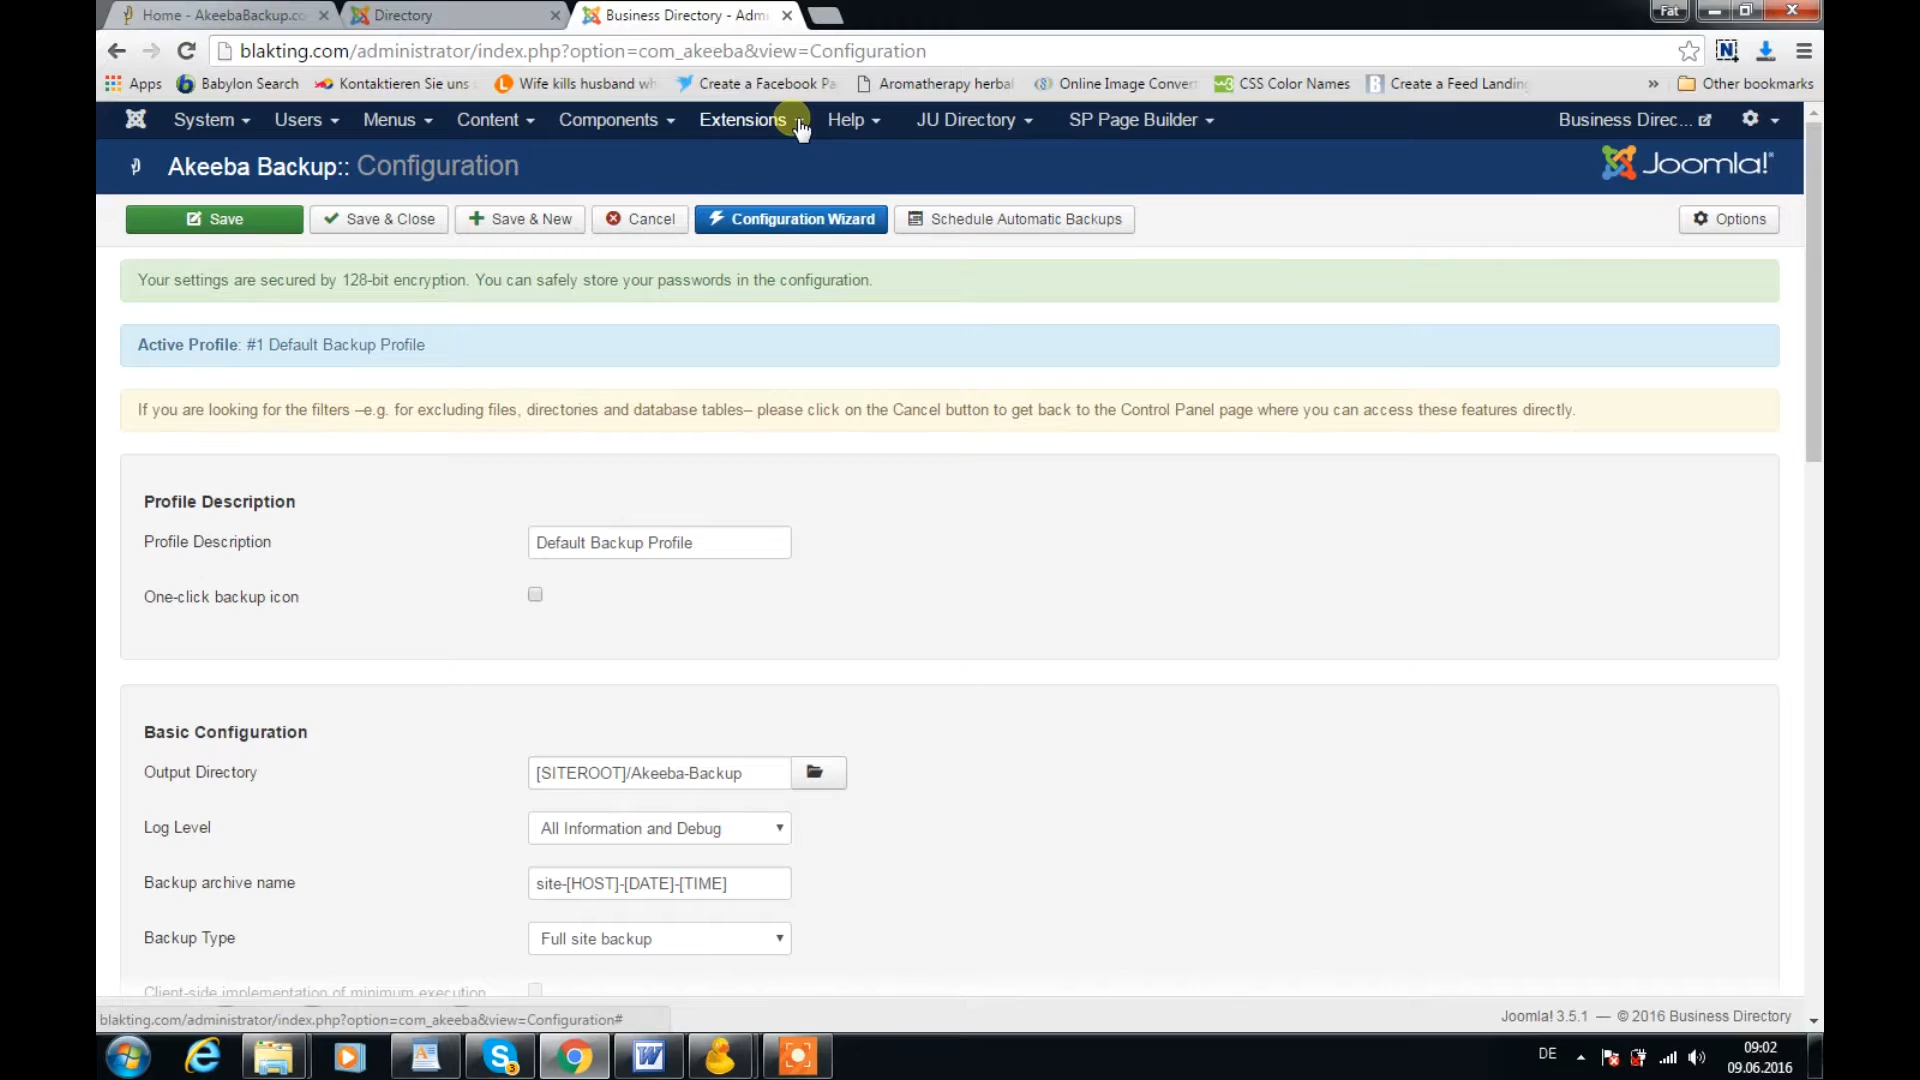 Home - AkeebaBackup.co
Directory
Business Directory - Adm
Fat
blakting.com/administrator/index.php?option=com_akeeba&view=Configuration
Apps
Babylon Search
Kontaktieren Sie uns
Wife kills husband wh
Create a Facebook Pa
Aromatherapy herbal
Online Image Conver
CSS Color Names
Create a Feed Landin
» Other bookmarks
System Users Menus Content Components Extensions Help JU Directory SP Page Builder Business Direc...
Akeeba Backup:: Configuration
Joomla!
Save
Save & Close
Save & New
Cancel
Configuration Wizard
Schedule Automatic Backups
Options
Your settings are secured by 128-bit encryption. You can safely store your passwords in the configuration.
Active Profile: #1 Default Backup Profile
If you are looking for the filters –e.g. for excluding files, directories and database tables– please click on the Cancel button to get back to the Control Panel page where you can access these features directly.
Profile Description
Profile Description
Default Backup Profile
One-click backup icon
Basic Configuration
Output Directory
[SITEROOT]/Akeeba-Backup
Log Level
All Information and Debug
Backup archive name
site-[HOST]-[DATE]-[TIME]
Backup Type
Full site backup
Client-side implementation of minimum execution
blakting.com/administrator/index.php?option=com_akeeba&view=Configuration#
Joomla! 3.5.1 — © 2016 Business Directory
3
DE
09:02
09.06.2016